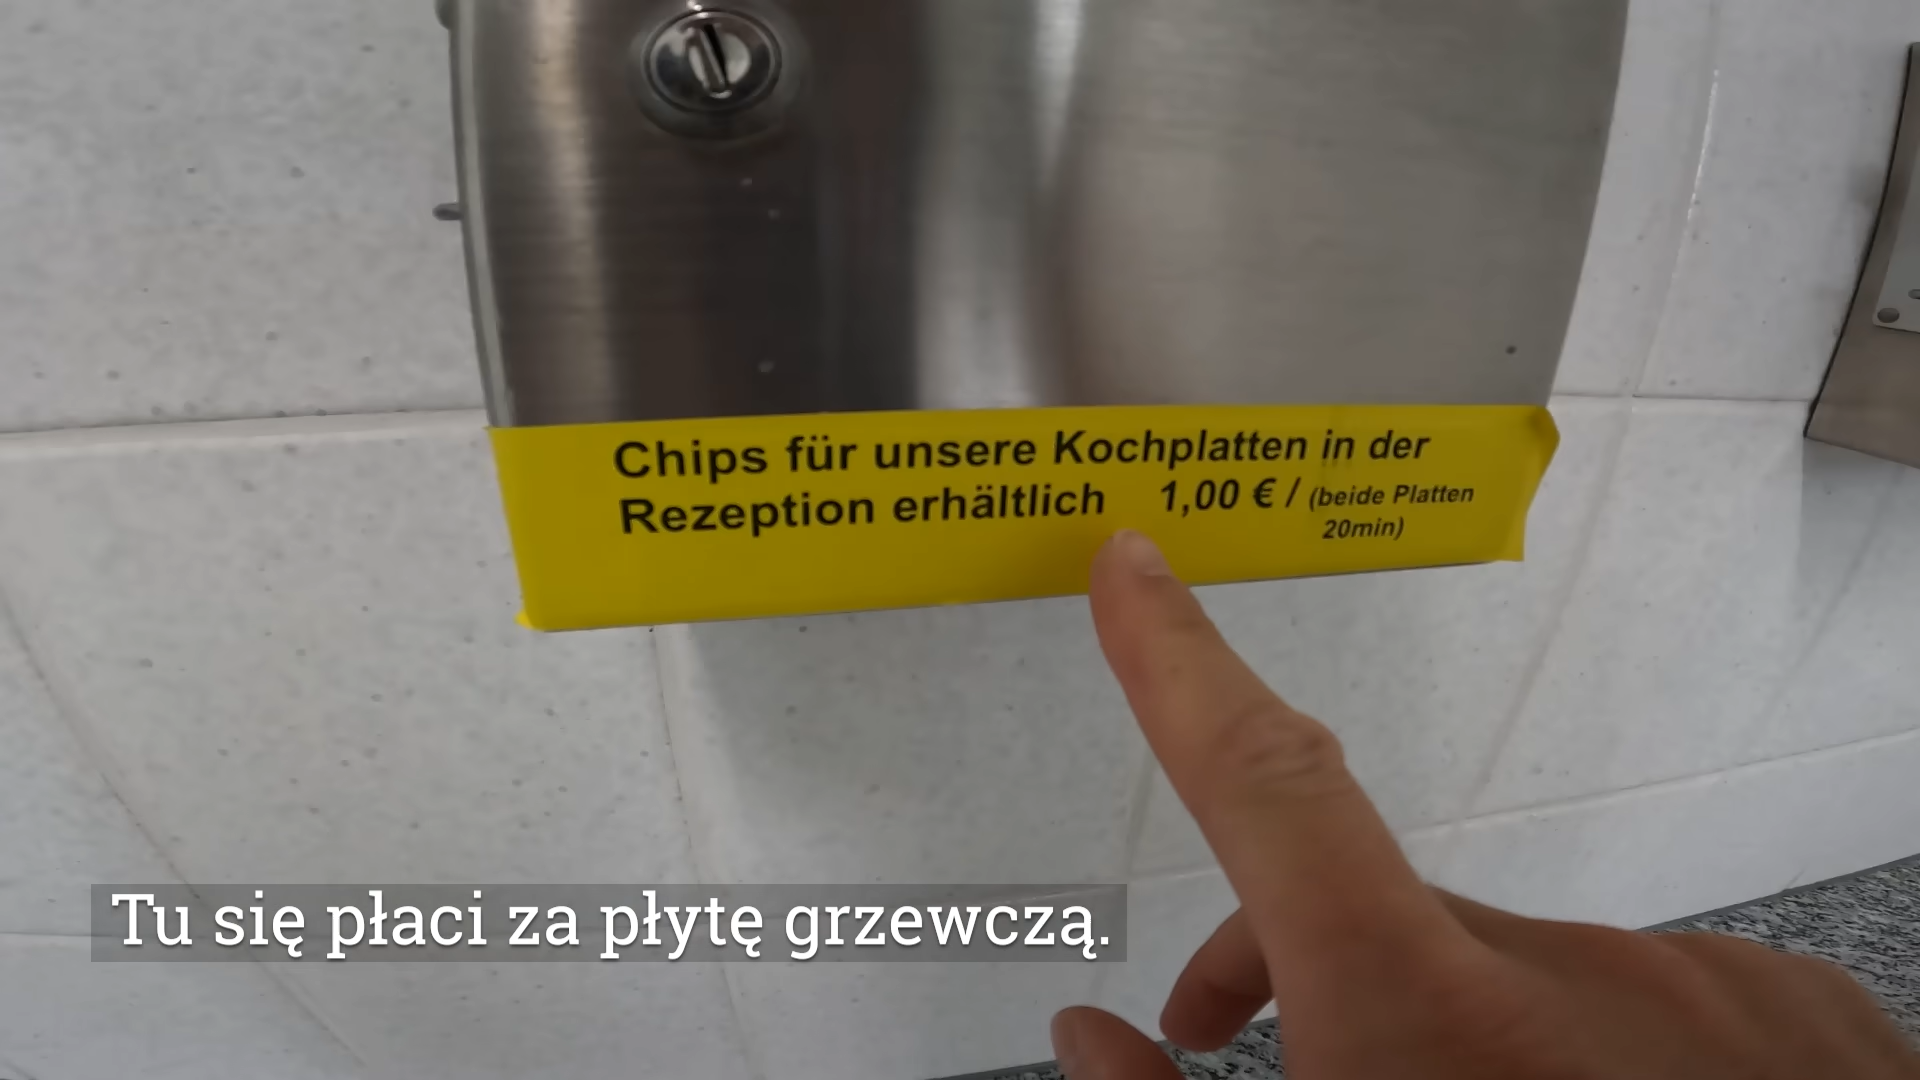 Chips für unsere Kochplatten in der
Rezeption erhältlich 1,00 € / (beide Platten
20min)
Tu się płaci za płytę grzewczą.